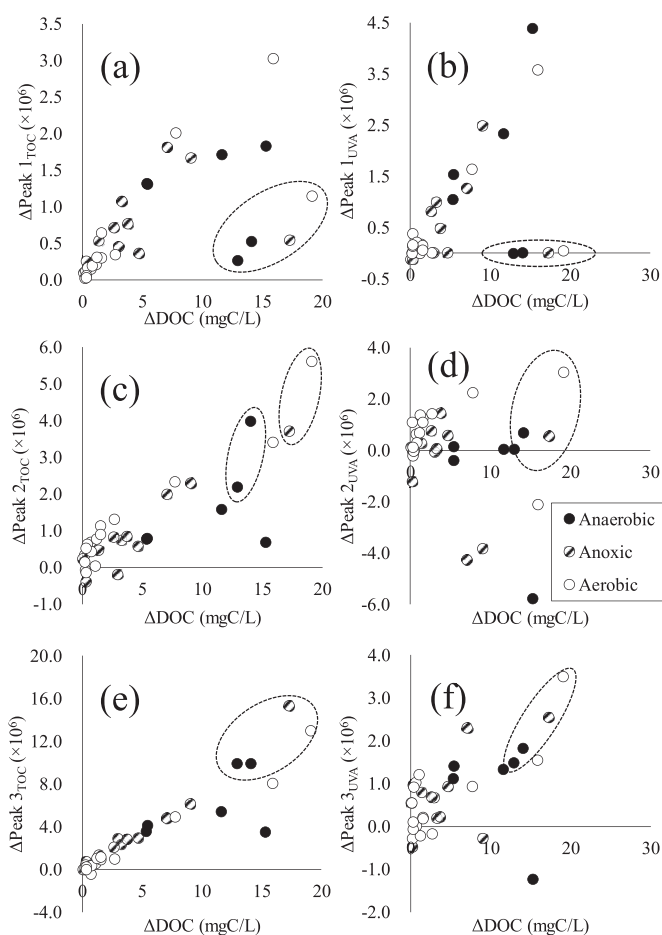 (a)
ΔPeak 1TOC (×10⁶)
3.5
3.0
2.5
2.0
1.5
1.0
0.5
0.0
0 5 10 15 20
ΔDOC (mgC/L)
(b)
ΔPeak 1UVA (×10⁶)
4.5
3.5
2.5
1.5
0.5
-0.5
0 10 20 30
ΔDOC (mgC/L)
(c)
ΔPeak 2TOC (×10⁶)
6.0
5.0
4.0
3.0
2.0
1.0
0.0
-1.0
0 5 10 15 20
ΔDOC (mgC/L)
(d)
ΔPeak 2UVA (×10⁶)
4.0
2.0
0.0
-2.0
-4.0
-6.0
0 10 20 30
Anaerobic
Anoxic
Aerobic
ΔDOC (mgC/L)
(e)
ΔPeak 3TOC (×10⁶)
20.0
16.0
12.0
8.0
4.0
0.0
-4.0
0 5 10 15 20
ΔDOC (mgC/L)
(f)
ΔPeak 3UVA (×10⁶)
4.0
3.0
2.0
1.0
0.0
-1.0
-2.0
0 10 20 30
ΔDOC (mgC/L)